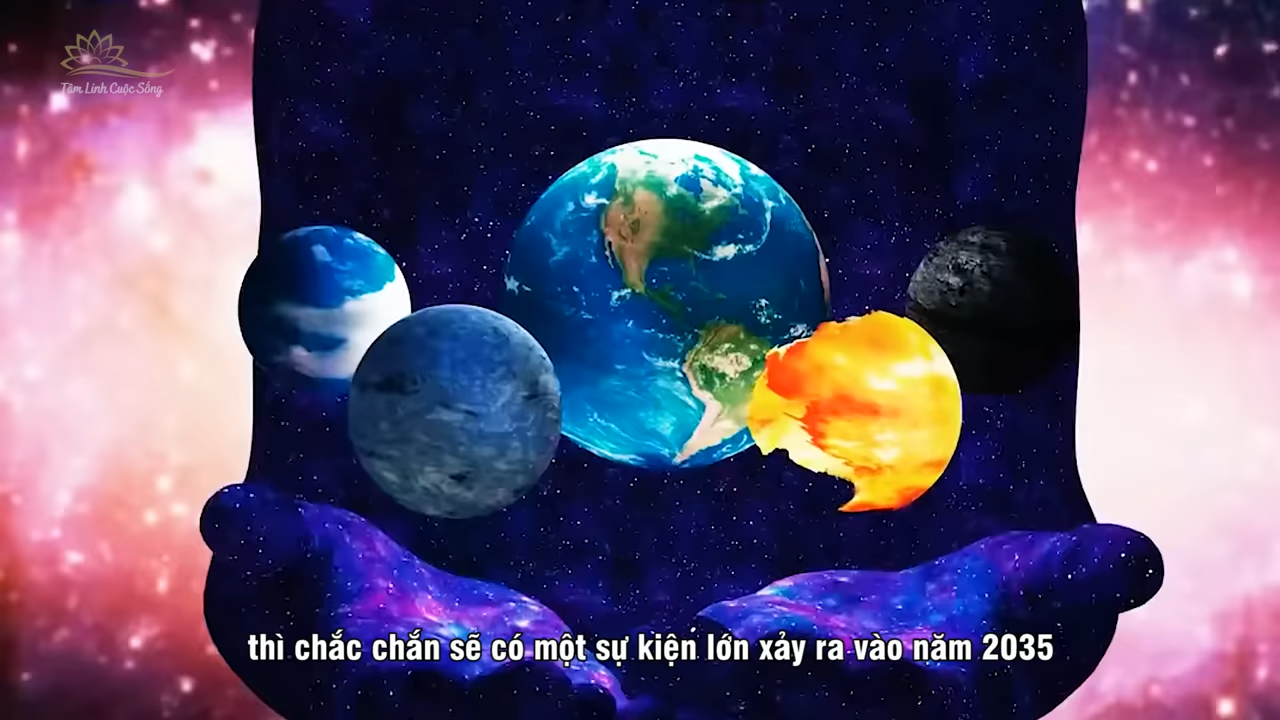 Tâm Linh Cuộc Sống
thì chắc chắn sẽ có một sự kiện lớn xảy ra vào năm 2035